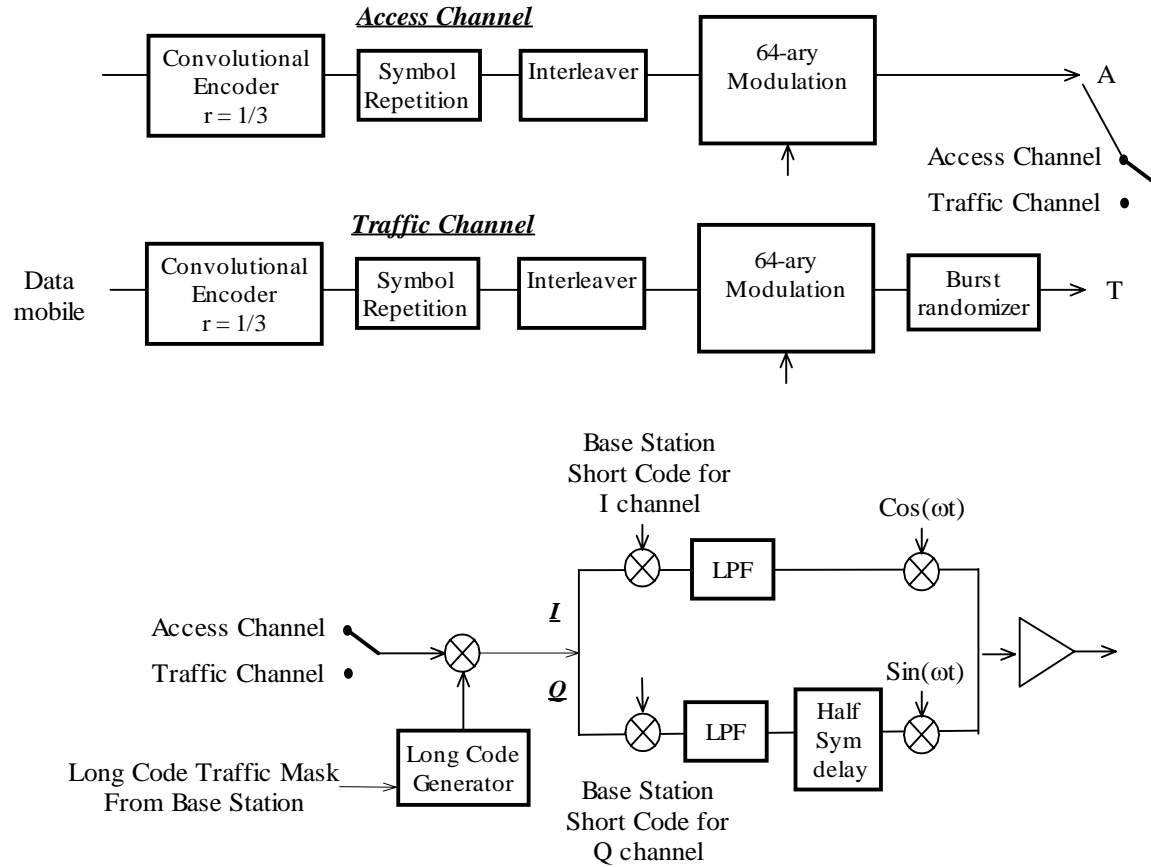 Access Channel
Convolutional
Encoder
r = 1/3
Symbol
Repetition
Interleaver
64-ary
Modulation
A
Access Channel
Traffic Channel
Traffic Channel
Data
mobile
Convolutional
Encoder
r = 1/3
Symbol
Repetition
Interleaver
64-ary
Modulation
Burst
randomizer
T
Base Station
Short Code for
I channel
Cos(ωt)
LPF
I
Access Channel
Traffic Channel
Q
Sin(ωt)
LPF
Half
Sym
delay
Long Code
Generator
Long Code Traffic Mask
From Base Station
Base Station
Short Code for
Q channel